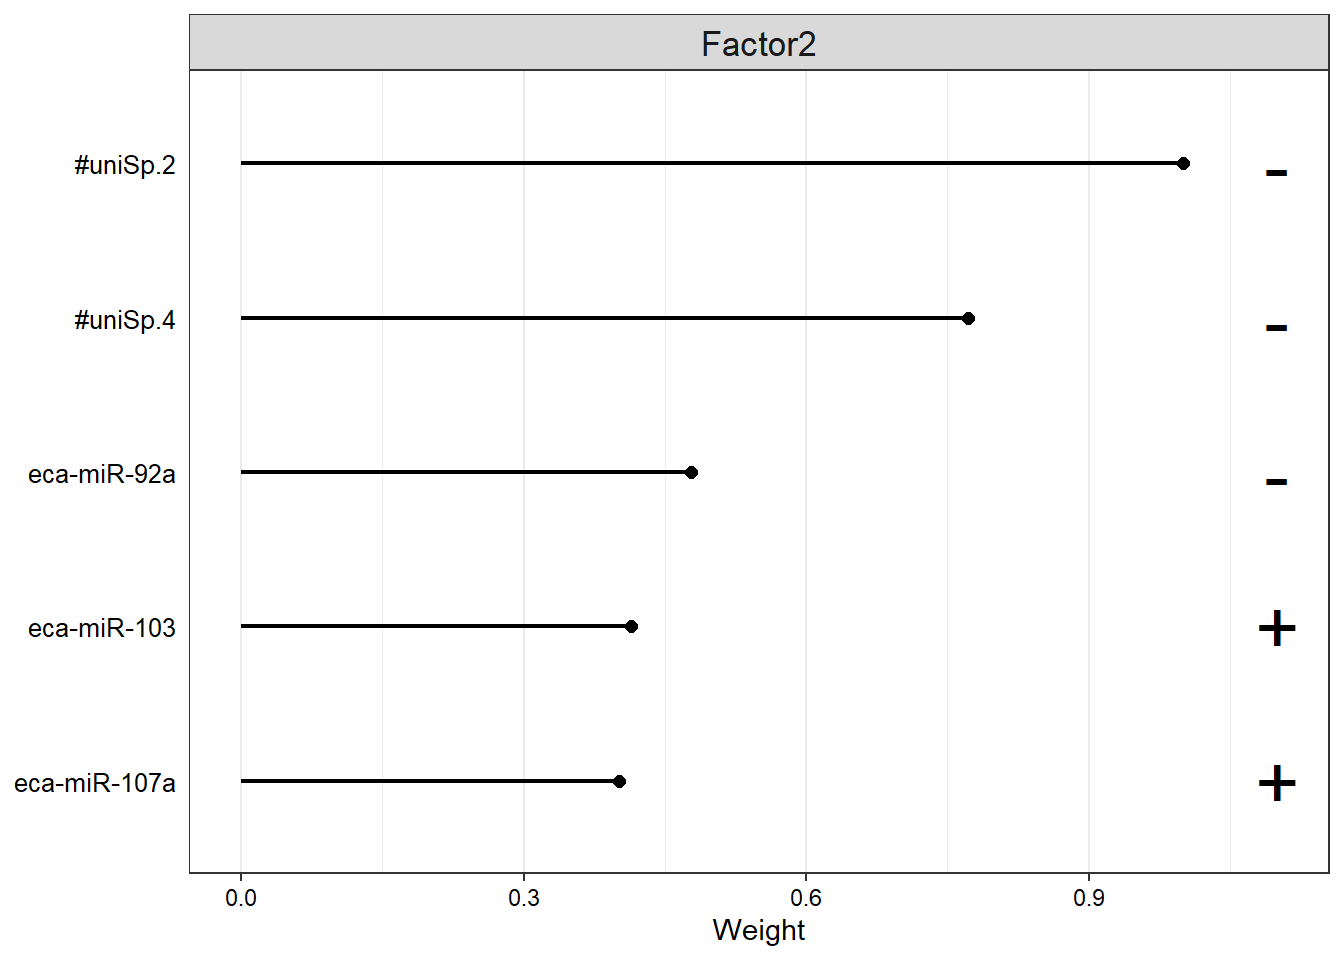 Factor2
#uniSp.2 -
#uniSp.4 -
eca-miR-92a -
eca-miR-103 +
eca-miR-107a +
0.0 0.3 0.6 0.9
Weight